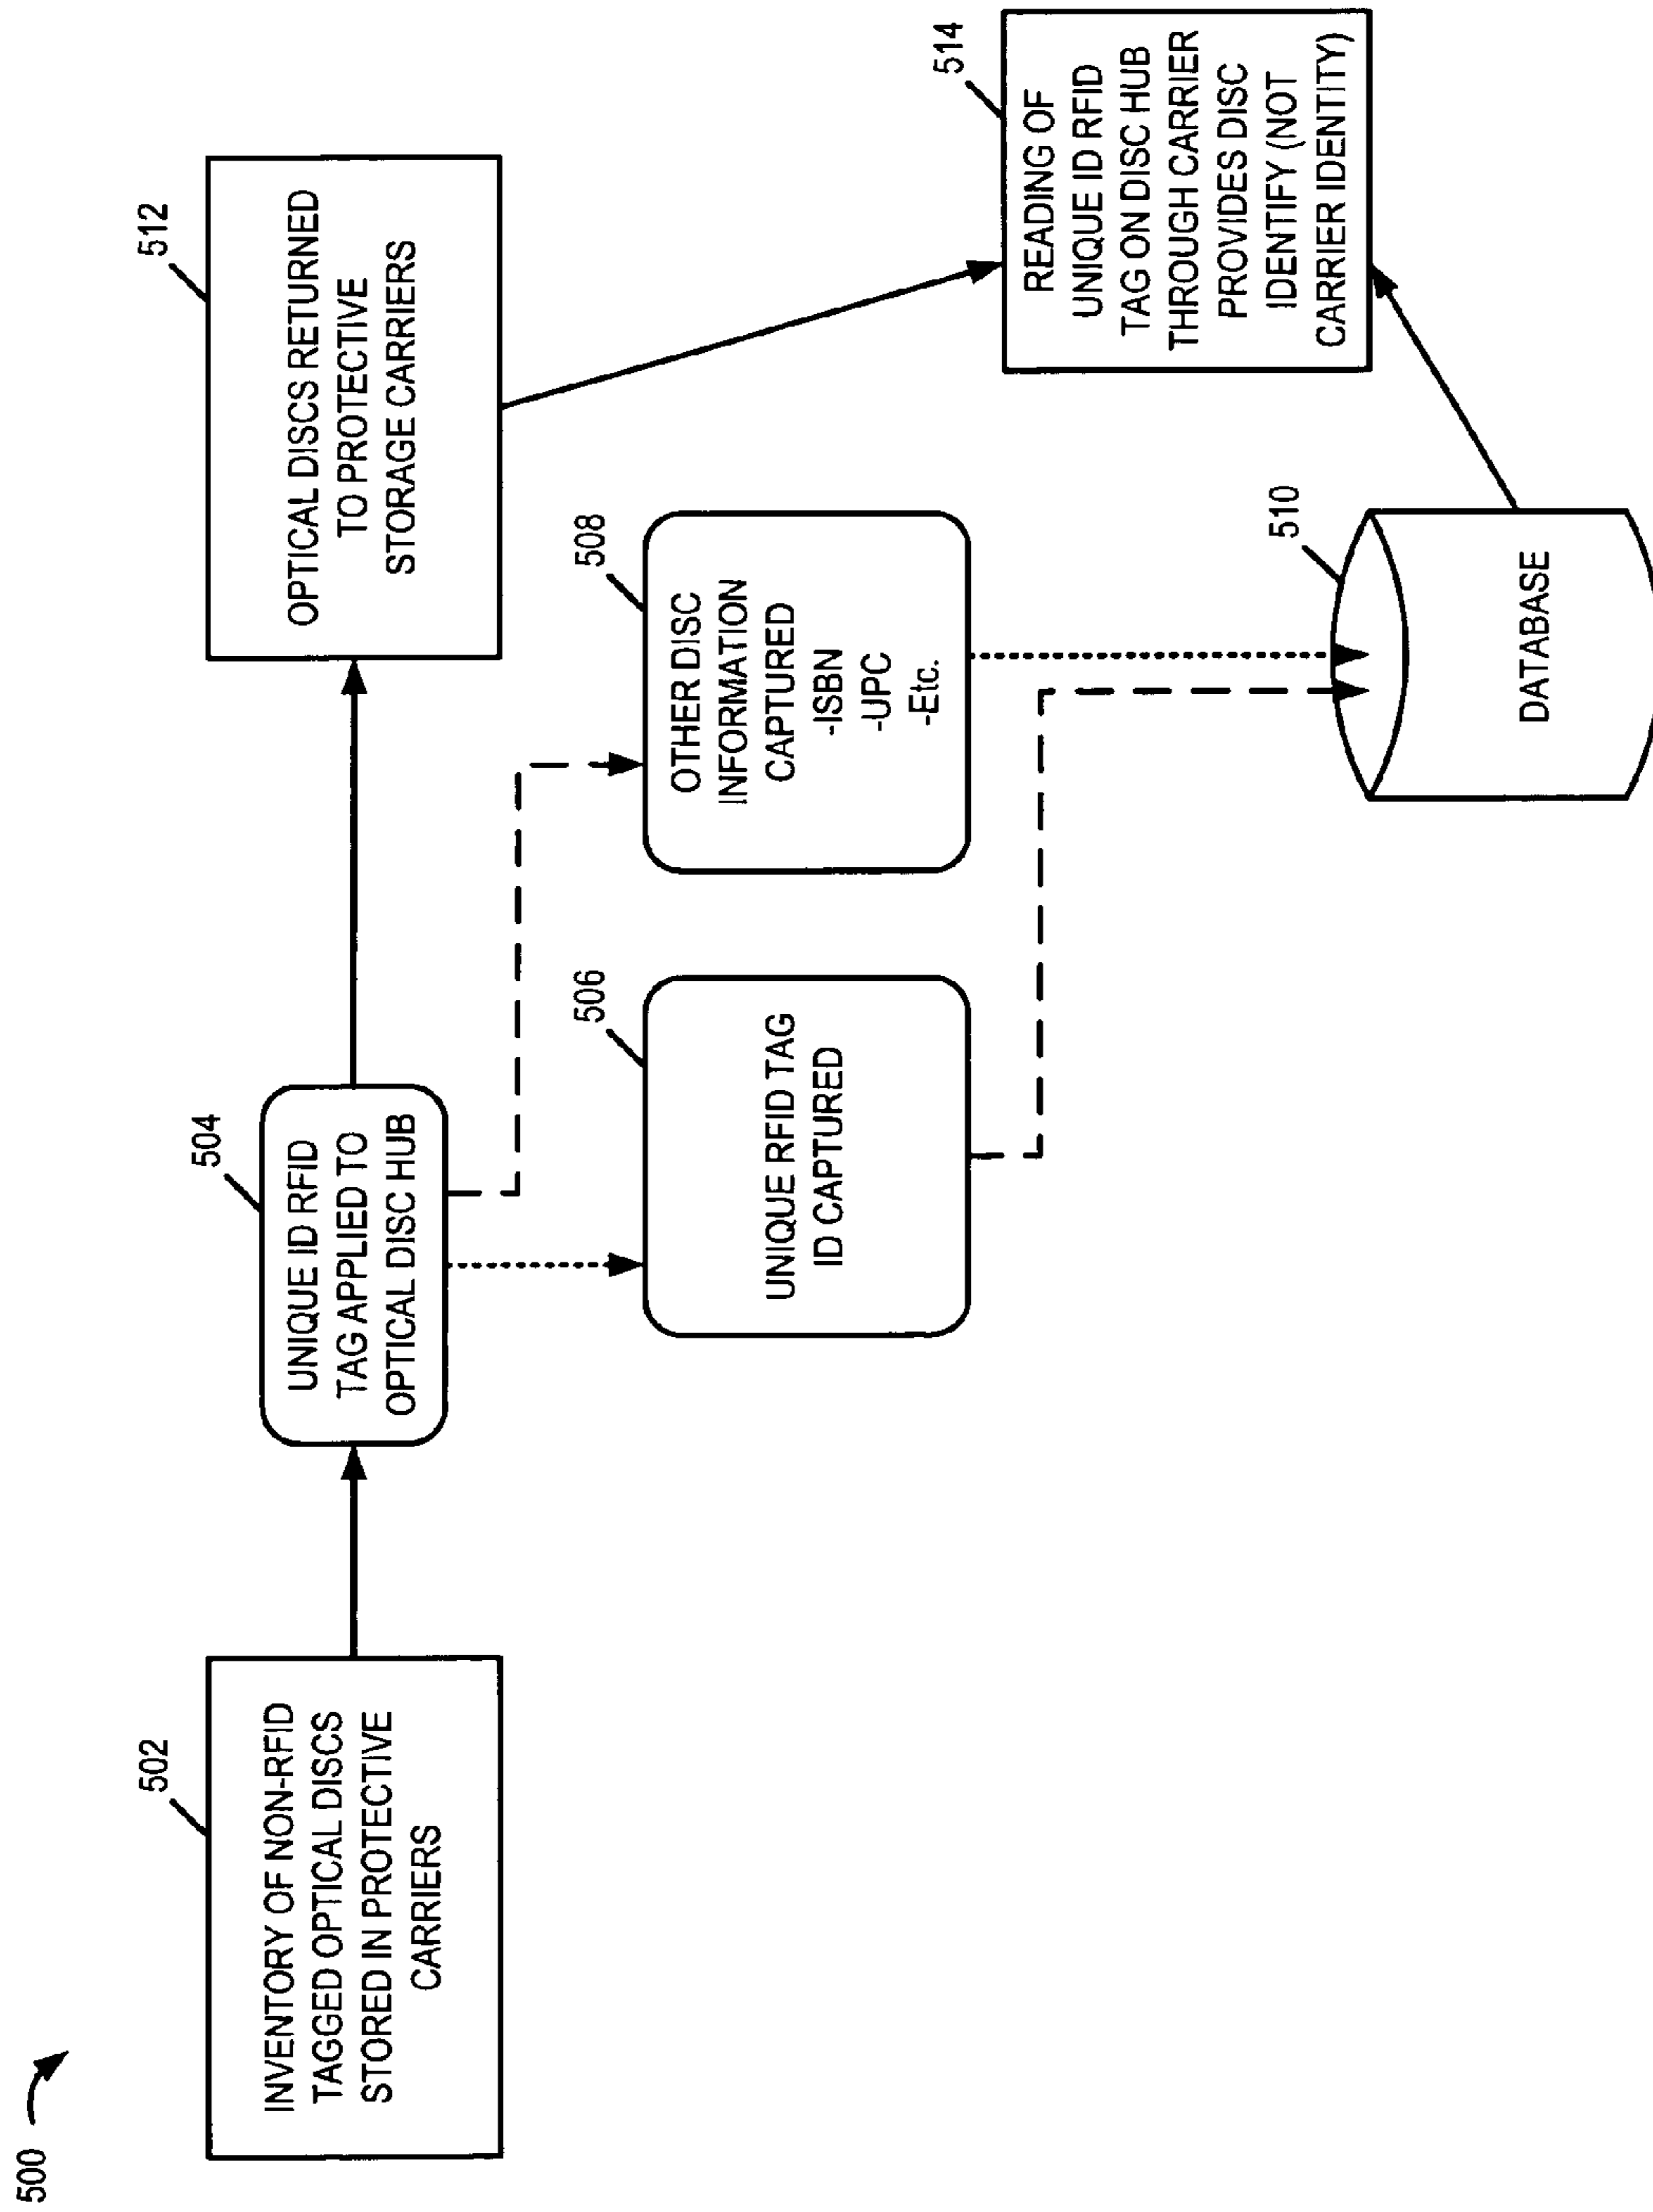 500
502
INVENTORY OF NON-RFID
TAGGED OPTICAL DISCS
STORED IN PROTECTIVE
CARRIERS
504
UNIQUE ID RFID
TAG APPLIED TO
OPTICAL DISC HUB
512
OPTICAL DISCS RETURNED
TO PROTECTIVE
STORAGE CARRIERS
506
UNIQUE RFID TAG
ID CAPTURED
508
OTHER DISC
INFORMATION
CAPTURED
-ISBN
-UPC
-Etc.
510
DATABASE
514
READING OF
UNIQUE ID RFID
TAG ON DISC HUB
THROUGH CARRIER
PROVIDES DISC
IDENTIFY (NOT
CARRIER IDENTITY)